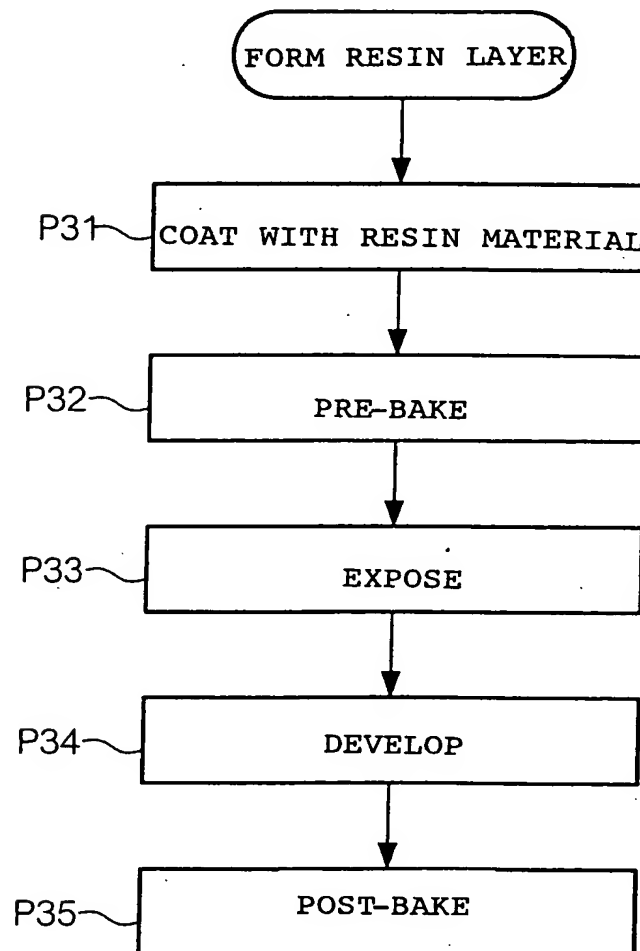 FORM RESIN LAYER
P31 COAT WITH RESIN MATERIAL
P32 PRE-BAKE
P33 EXPOSE
P34 DEVELOP
P35 POST-BAKE